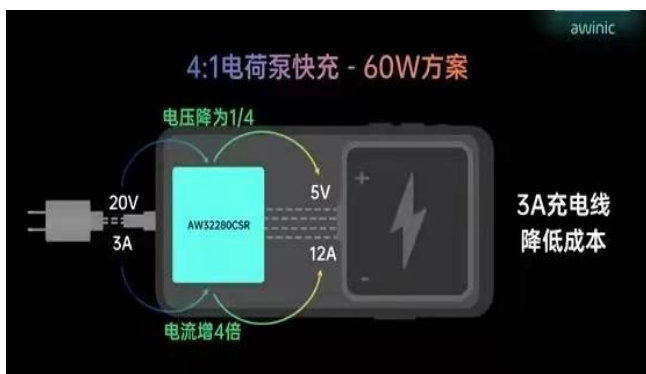 awinic
4:1电荷泵快充 - 60W方案
电压降为1/4
20V
3A
AW32280CSR
5V
12A
+
-
3A充电线
降低成本
电流增4倍